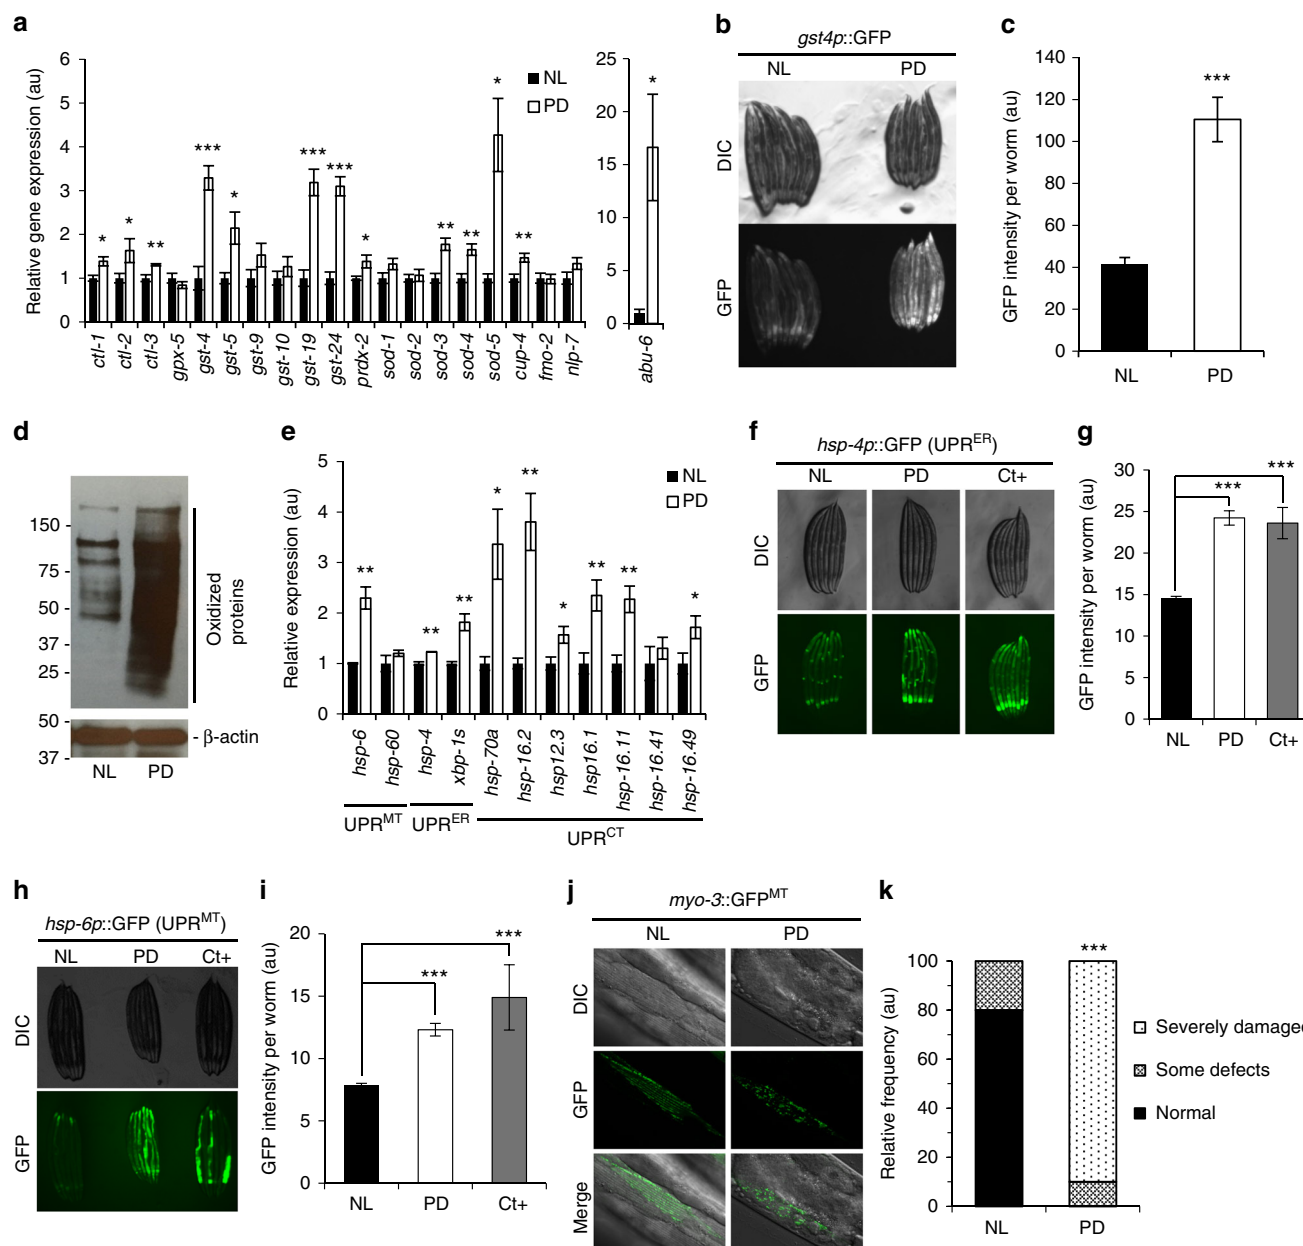 a
Relative gene expression (au)
6
5
4
3
2
1
0
NL
PD
* * ** *** * *** *** * ** ** * **
ctl-1 ctl-2 ctl-3 gpx-5 gst-4 gst-5 gst-9 gst-10 gst-19 gst-24 prdx-2 sod-1 sod-2 sod-3 sod-4 sod-5 cup-4 fmo-2 nlp-7
25
20
15
10
5
0
*
abu-6
b
gst4p::GFP
NL PD
DIC
GFP
c
GFP intensity per worm (au)
140
120
100
80
60
40
20
0
***
NL PD
d
150 -
75 -
50 -
37 -
25 -
Oxidized
proteins
50 -
37 -
- β-actin
NL PD
e
Relative expression (au)
5
4
3
2
1
0
NL
PD
** ** ** * ** * ** ** *
hsp-6 hsp-60 hsp-4 xbp-1s hsp-70a hsp-16.2 hsp12.3 hsp16.1 hsp-16.11 hsp-16.41 hsp-16.49
UPRMT UPRER UPRCT
f
hsp-4p::GFP (UPRER)
NL PD Ct+
DIC
GFP
g
GFP intensity per worm (au)
30
25
20
15
10
5
0
*** ***
NL PD Ct+
h
hsp-6p::GFP (UPRMT)
NL PD Ct+
DIC
GFP
i
GFP intensity per worm (au)
20
15
10
5
0
*** ***
NL PD Ct+
j
myo-3::GFPMT
NL PD
DIC
GFP
Merge
k
Relative frequency (au)
100
80
60
40
20
0
***
NL PD
Severely damaged
Some defects
Normal